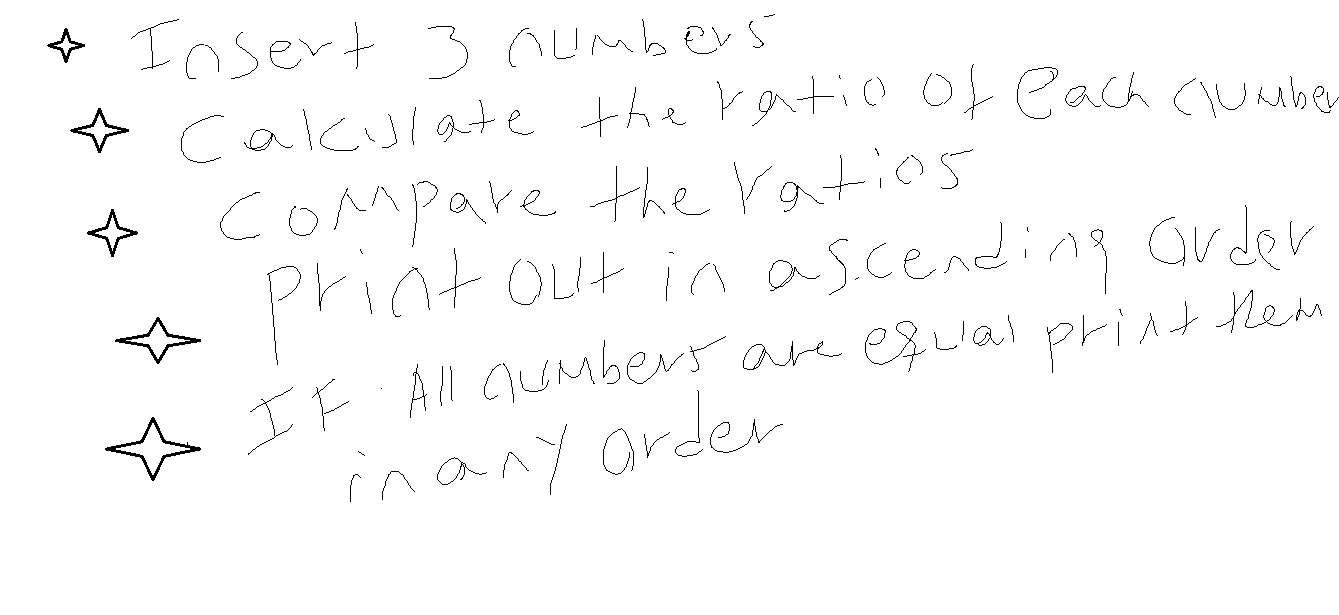 Insert 3 numbers
Calculate the ratio of each number
Compare the ratios
print out in ascending order
IF All numbers are equal print them
in any order